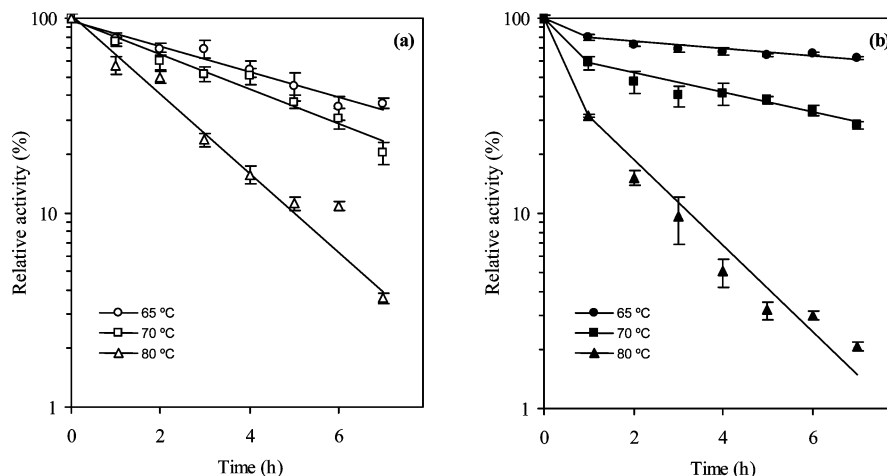 100
(a)
Relative activity (%)
10
65 ºC
70 ºC
80 ºC
1
0
2
4
6
Time (h)
100
(b)
Relative activity (%)
10
65 ºC
70 ºC
80 ºC
1
0
2
4
6
Time (h)